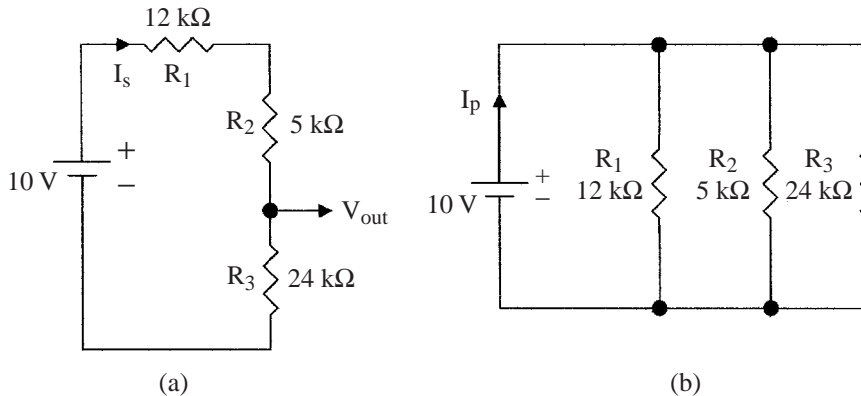 12 kΩ
I_s
R_1
R_2 5 kΩ
+
10 V −
V_out
R_3 24 kΩ
(a)
I_p
+
10 V −
R_1
12 kΩ
R_2
5 kΩ
R_3
24 kΩ
(b)